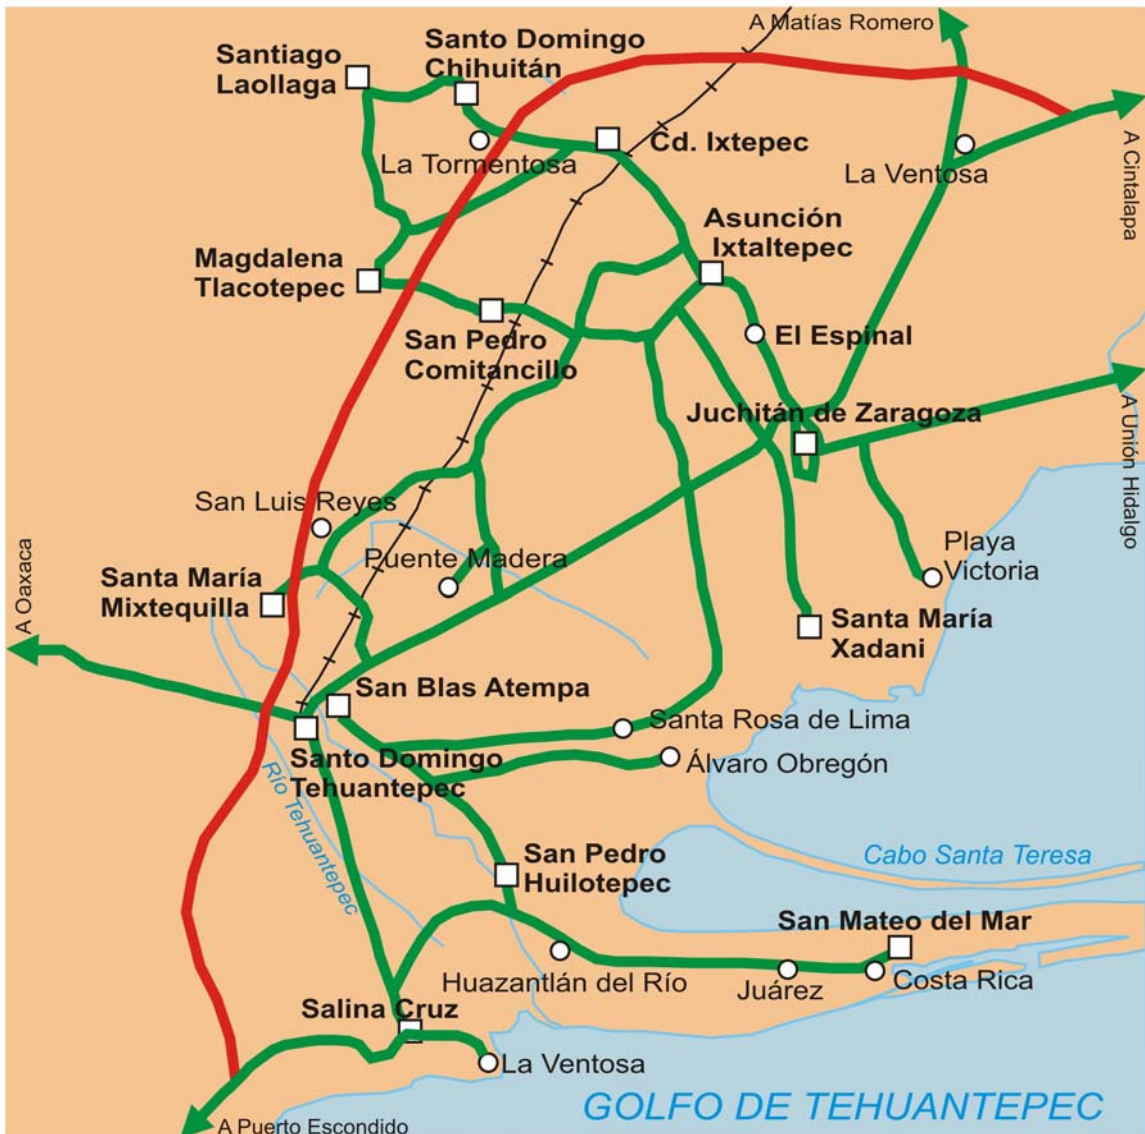 A Matías Romero
Santo Domingo
Chihuitán
Santiago
Laollaga
Cd. Ixtepec
La Tormentosa
La Ventosa
A Cintalapa
Asunción
Ixtaltepec
Magdalena
Tlacotepec
San Pedro
Comitancillo
El Espinal
Juchitán de Zaragoza
A Unión Hidalgo
San Luis Reyes
Puente Madera
Playa
Victoria
A Oaxaca
Santa María
Mixtequilla
Santa María
Xadani
San Blas Atempa
Santa Rosa de Lima
Santo Domingo
Tehuantepec
Álvaro Obregón
Río Tehuantepec
San Pedro
Huilotepec
Cabo Santa Teresa
San Mateo del Mar
Huazantlán del Río
Juárez
Costa Rica
Salina Cruz
La Ventosa
GOLFO DE TEHUANTEPEC
A Puerto Escondido